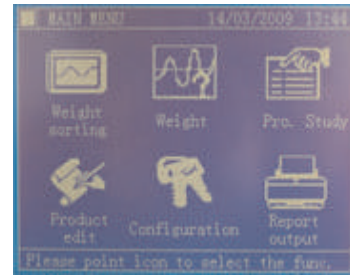 MAIN MENU 14/03/2009 13:44
Weight sorting
Weight
Pro. Study
Product edit
Configuration
Report output
Please point icon to select the func.